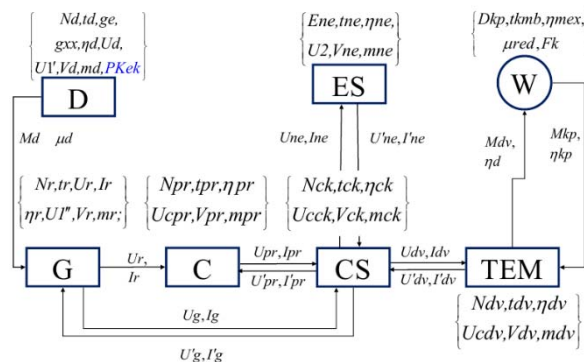 Nd,td,ge,
gxx,ηd,Ud,
U1',Vd,md,PKek
D
Md μd
Ene,tne,ηne,
U2,Vne,mne
ES
Une,Ine
U'ne,I'ne
Dkp,tkmb,ηmex,
μred,Fk
W
Mdv,
ηd
Mkp,
ηkp
Nr,tr,Ur,Ir
ηr,U1",Vr,mr;
Npr,tpr,ηpr
Ucpr,Vpr,mpr
Nck,tck,ηck
Ucck,Vck,mck
G
Ur,
Ir
C
Upr,Ipr
U'pr,I'pr
CS
Udv,Idv
U'dv,I'dv
TEM
Ug,Ig
U'g,I'g
Ndv,tdv,ηdv
Ucdv,Vdv,mdv